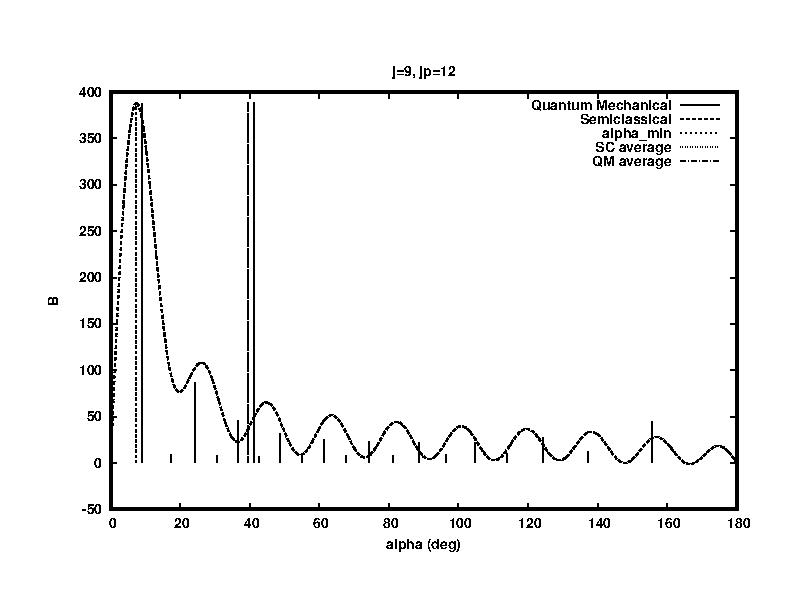 j=9, jp=12
400
350
300
250
200
150
100
50
0
-50
B
Quantum Mechanical
Semiclassical
alpha_min
SC average
QM average
0 20 40 60 80 100 120 140 160 180
alpha (deg)